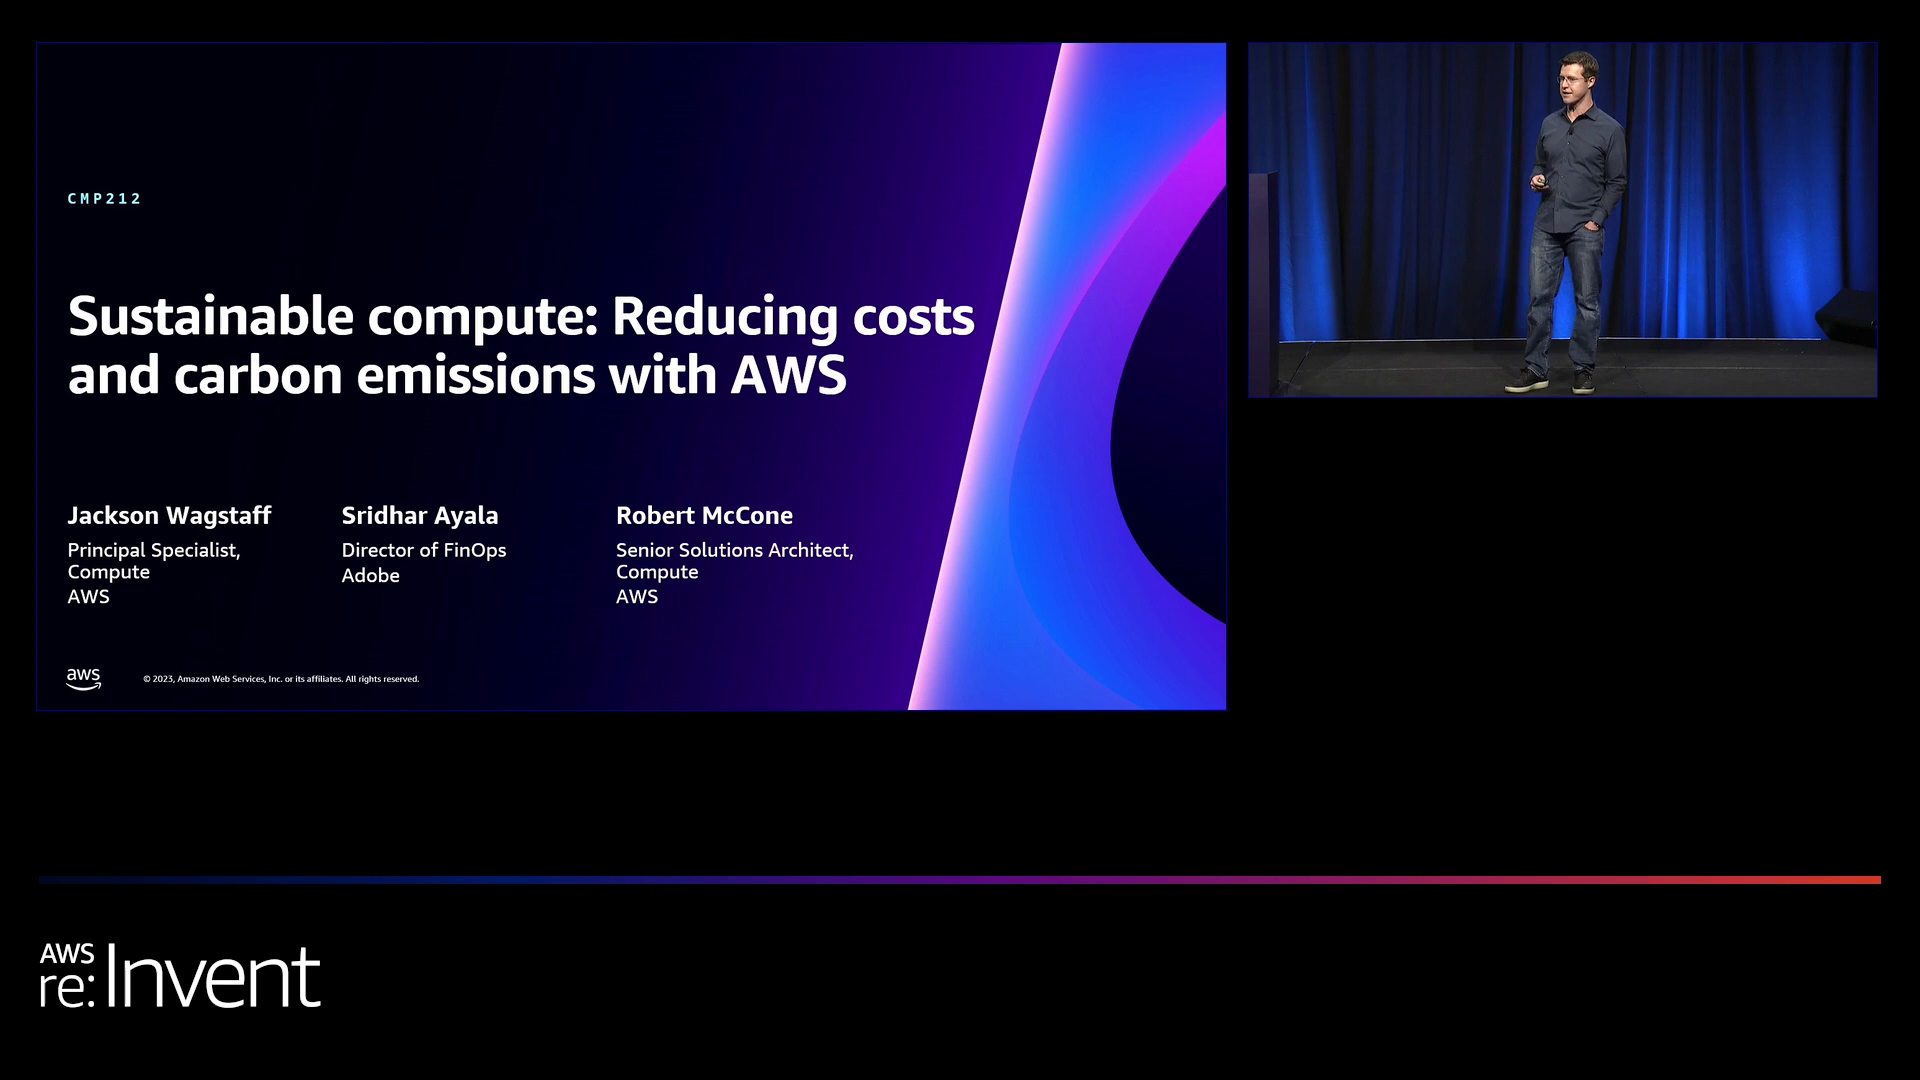 CMP212
Sustainable compute: Reducing costs
and carbon emissions with AWS
Jackson Wagstaff
Principal Specialist,
Compute
AWS
Sridhar Ayala
Director of FinOps
Adobe
Robert McCone
Senior Solutions Architect,
Compute
AWS
aws
© 2023, Amazon Web Services, Inc. or its affiliates. All rights reserved.
AWS
re:Invent